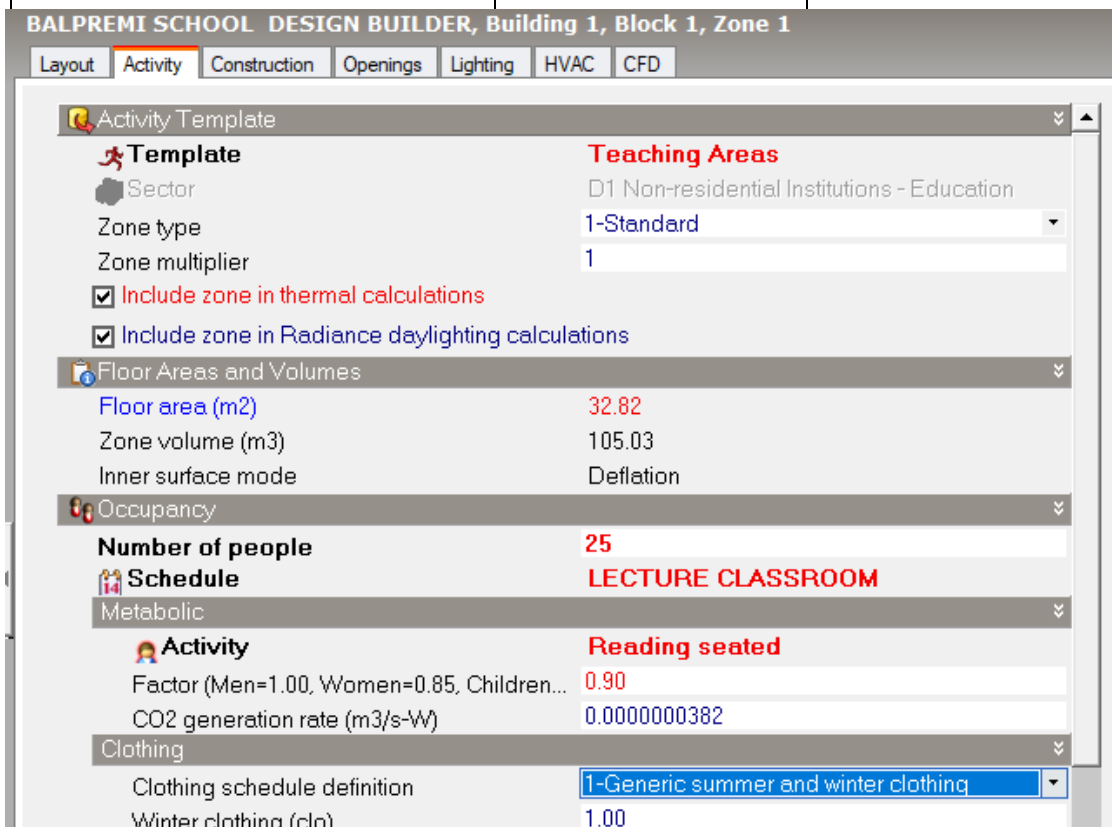 BALPREMI SCHOOL DESIGN BUILDER, Building 1, Block 1, Zone 1
Layout Activity Construction Openings Lighting HVAC CFD
Activity Template
Template Teaching Areas
Sector D1 Non-residential Institutions - Education
Zone type 1-Standard
Zone multiplier 1
Include zone in thermal calculations
Include zone in Radiance daylighting calculations
Floor Areas and Volumes
Floor area (m2) 32.82
Zone volume (m3) 105.03
Inner surface mode Deflation
Occupancy
Number of people 25
14 Schedule LECTURE CLASSROOM
Metabolic
Activity Reading seated
Factor (Men=1.00, Women=0.85, Children... 0.90
CO2 generation rate (m3/s-W) 0.0000000382
Clothing
Clothing schedule definition 1-Generic summer and winter clothing
Winter clothing (clo) 1.00